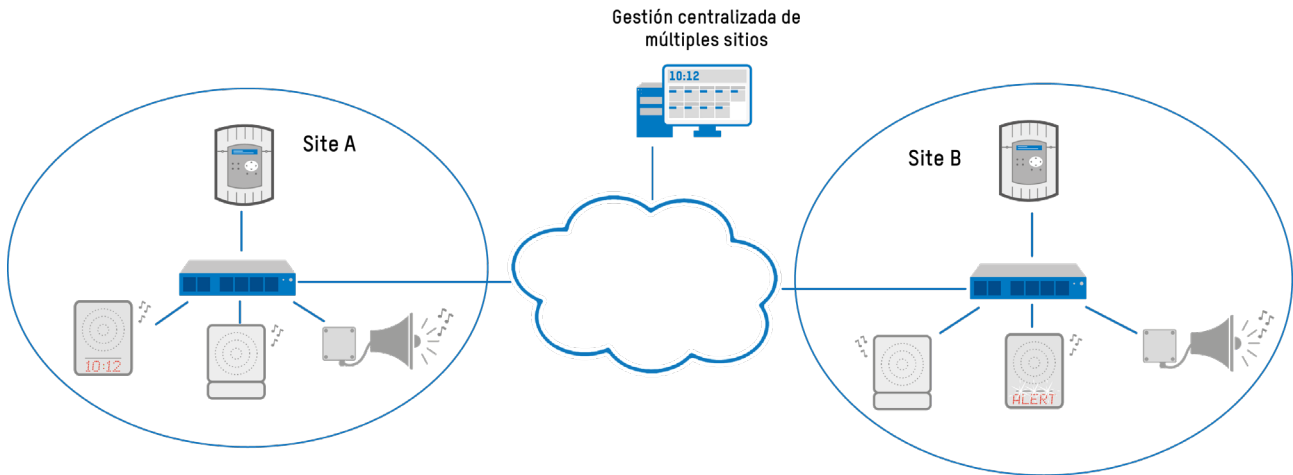 Gestión centralizada de
múltiples sitios
10:12
Site A
Site B
10:12
ALERT